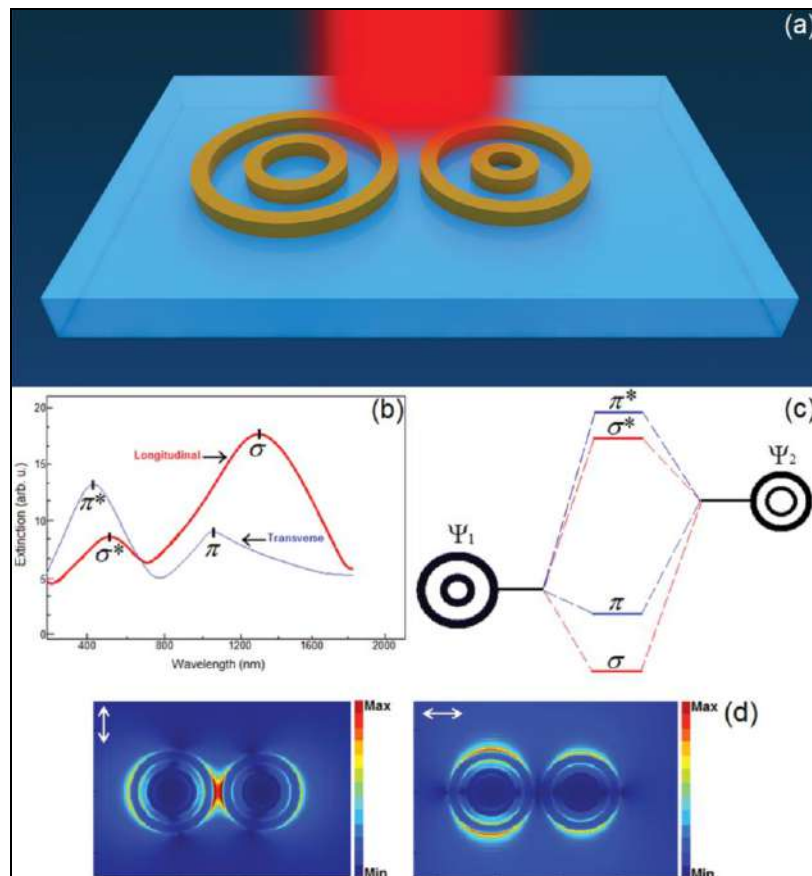 (a)
(b)
20
15
10
5
0
Extinction (arb. u.)
Longitudinal
σ
π*
σ*
π
Transverse
400
800
1200
1600
2000
Wavelength (nm)
(c)
π*
σ*
Ψ2
Ψ1
π
σ
(d)
Max
Min
Max
Min